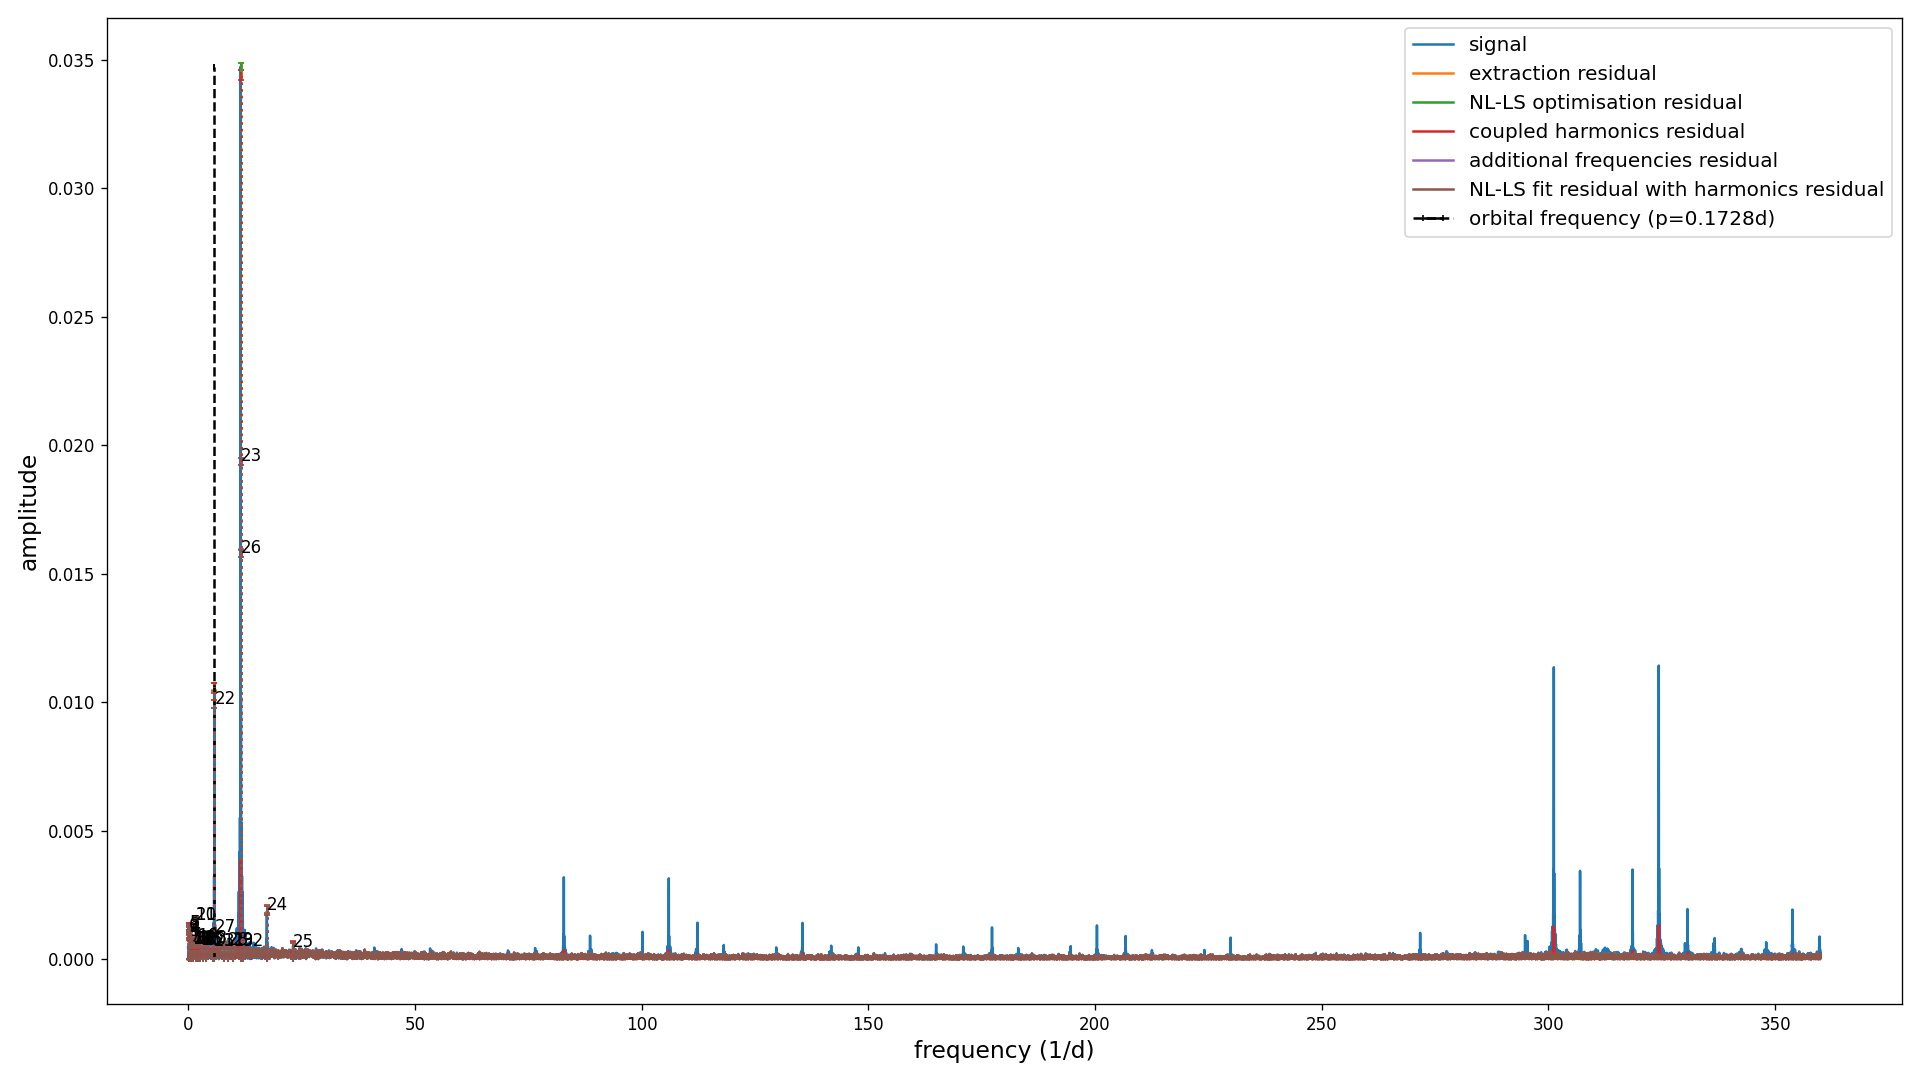 signal
extraction residual
NL-LS optimisation residual
coupled harmonics residual
additional frequencies residual
NL-LS fit residual with harmonics residual
orbital frequency (p=0.1728d)
amplitude
0.035
0.030
0.025
0.020
0.015
0.010
0.005
0.000
23
26
22
24
27
25
0
50
100
150
200
250
300
350
frequency (1/d)